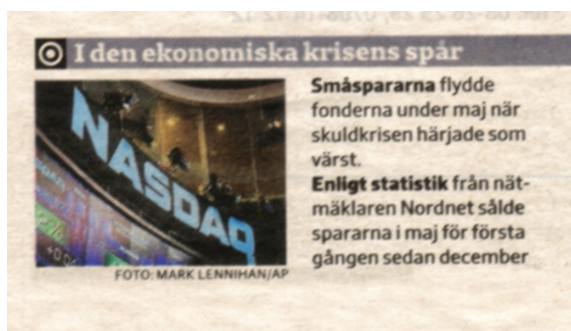 I den ekonomiska krisens spår
Småspararna flydde
fonderna under maj när
skuldkrisen härjade som
värst.
Enligt statistik från nät-
mäklaren Nordnet sålde
spararna i maj för första
gången sedan december
NASDAQ
FOTO: MARK LENNIHAN/AP